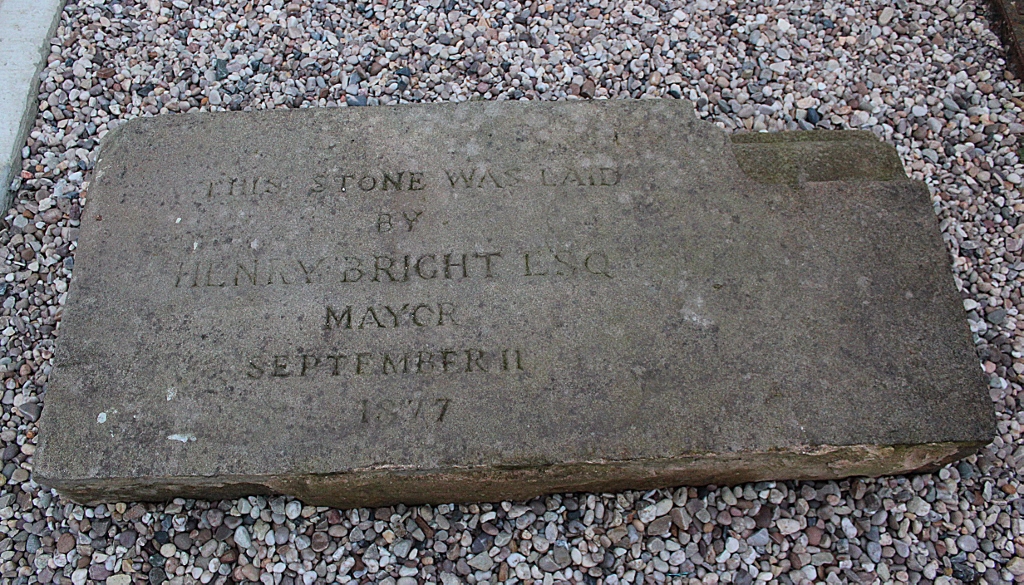 THIS STONE WAS LAID
BY
HENRY BRIGHT ESQ
MAYOR
SEPTEMBER 11
1877